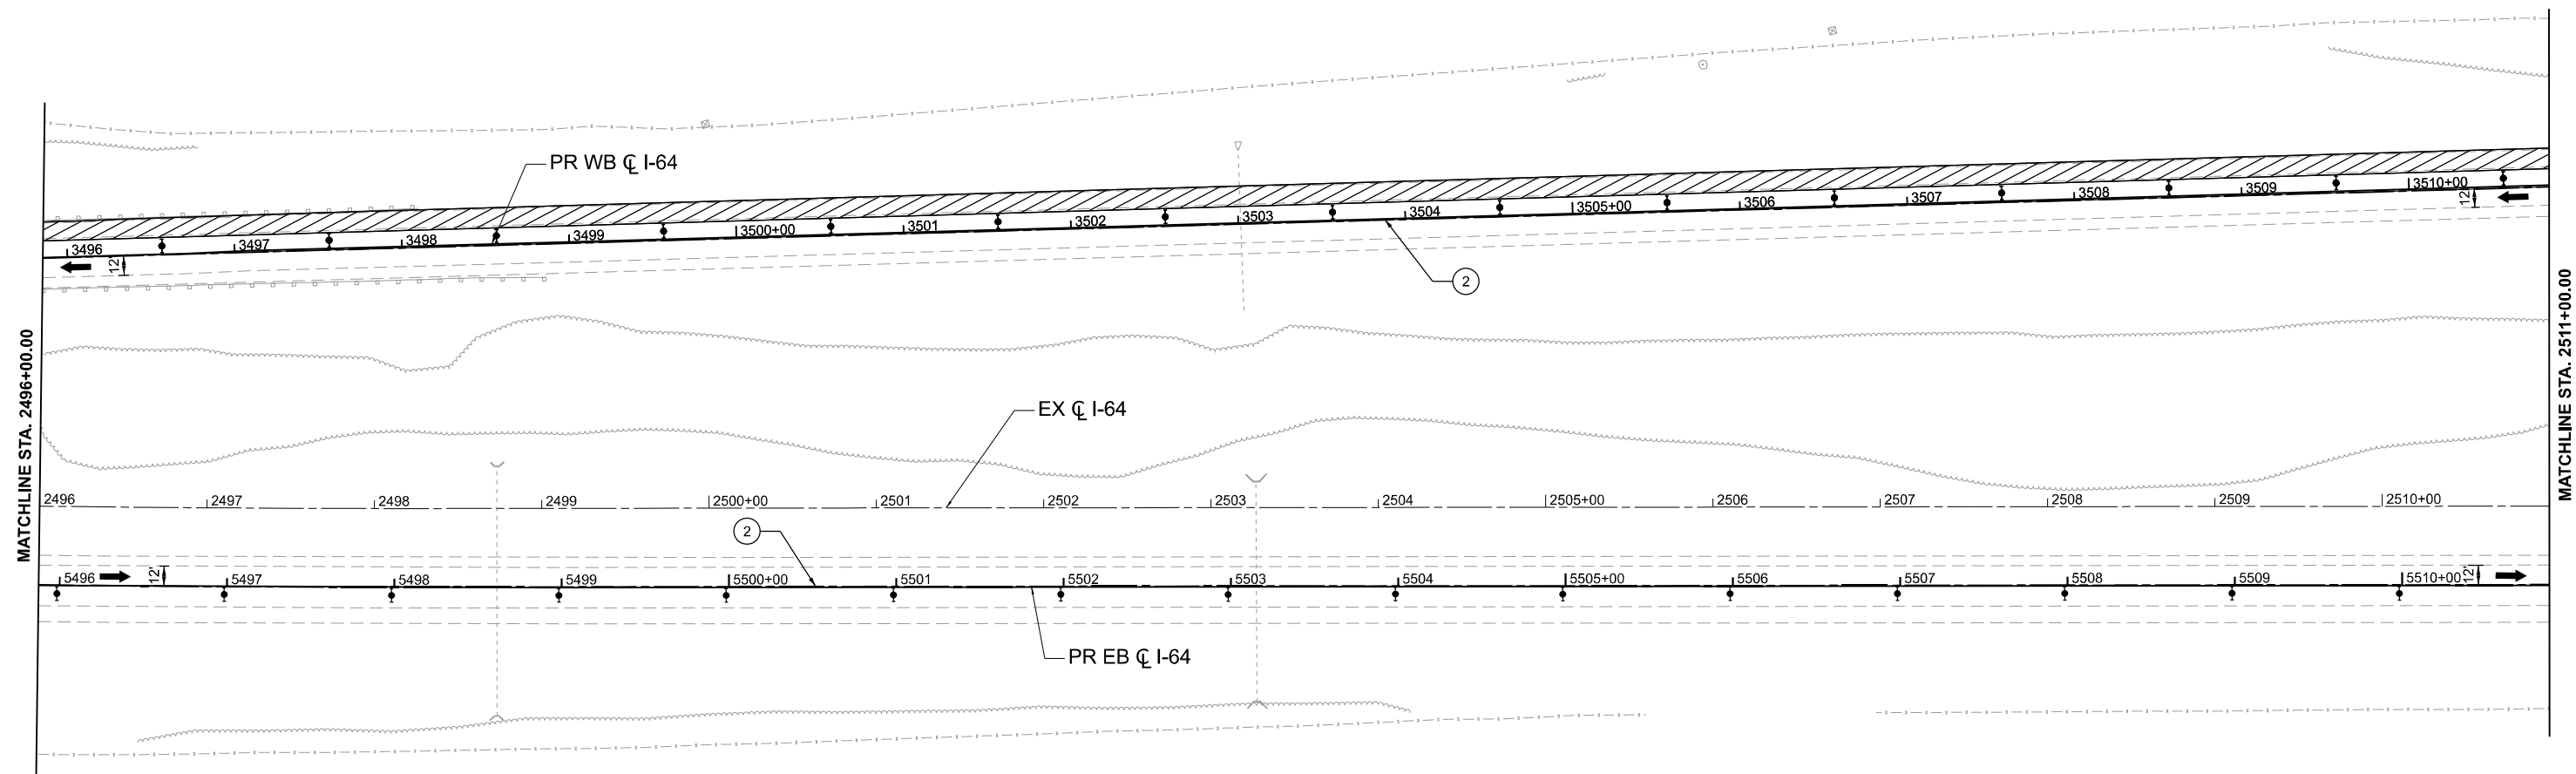 PR WB ℄ I-64
3496 3497 3498 3499 3500+00 3501 3502 3503 3504 3505+00 3506 3507 3508 3509 3510+00
12'
12'
2
MATCHLINE STA. 2496+00.00
MATCHLINE STA. 2511+00.00
EX ℄ I-64
2496 2497 2498 2499 2500+00 2501 2502 2503 2504 2505+00 2506 2507 2508 2509 2510+00
2
12'
12'
5496 5497 5498 5499 5500+00 5501 5502 5503 5504 5505+00 5506 5507 5508 5509 5510+00
PR EB ℄ I-64